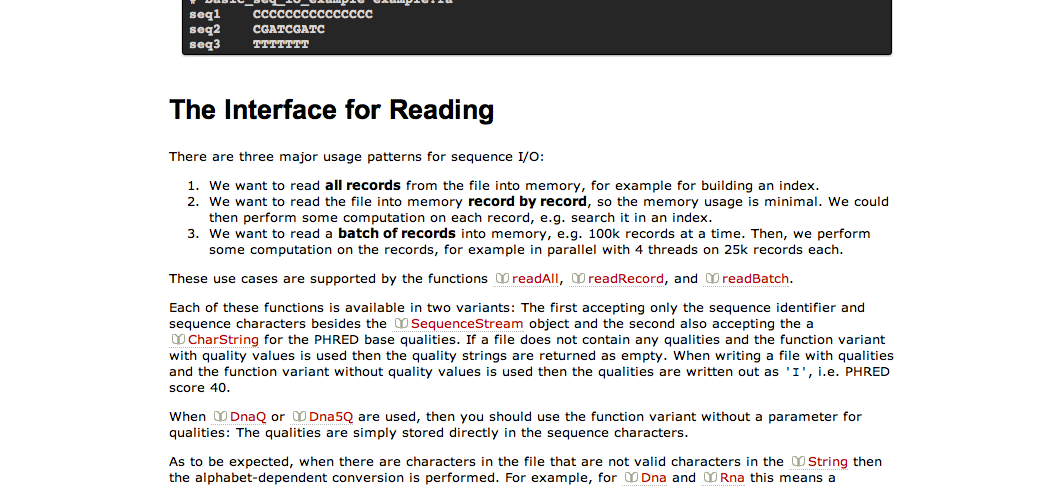 # basic_seq_io_example example.fa
seq1    CCCCCCCCCCCCCCC
seq2    CGATCGATC
seq3    TTTTTTT
The Interface for Reading
There are three major usage patterns for sequence I/O:
1. We want to read all records from the file into memory, for example for building an index.
2. We want to read the file into memory record by record, so the memory usage is minimal. We could
then perform some computation on each record, e.g. search it in an index.
3. We want to read a batch of records into memory, e.g. 100k records at a time. Then, we perform
some computation on the records, for example in parallel with 4 threads on 25k records each.
These use cases are supported by the functions readAll, readRecord, and readBatch.
Each of these functions is available in two variants: The first accepting only the sequence identifier and
sequence characters besides the SequenceStream object and the second also accepting the a
CharString for the PHRED base qualities. If a file does not contain any qualities and the function variant
with quality values is used then the quality strings are returned as empty. When writing a file with qualities
and the function variant without quality values is used then the qualities are written out as 'I', i.e. PHRED
score 40.
When DnaQ or Dna5Q are used, then you should use the function variant without a parameter for
qualities: The qualities are simply stored directly in the sequence characters.
As to be expected, when there are characters in the file that are not valid characters in the String then
the alphabet-dependent conversion is performed. For example, for Dna and Rna this means a